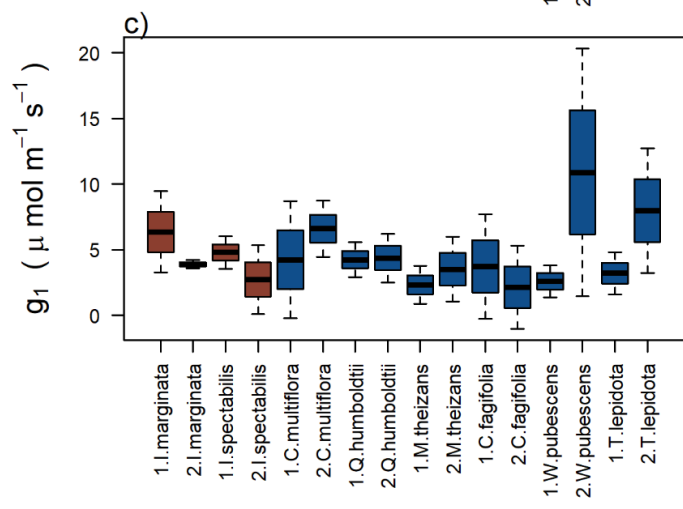 c)
g1 ( μ mol m−1 s−1 )
20
15
10
5
0
1.I.marginata
2.I.marginata
1.I.spectabilis
2.I.spectabilis
1.C.multiflora
2.C.multiflora
1.Q.humboldtii
2.Q.humboldtii
1.M.theizans
2.M.theizans
1.C.fagifolia
2.C.fagifolia
1.W.pubescens
2.W.pubescens
1.T.lepidota
2.T.lepidota